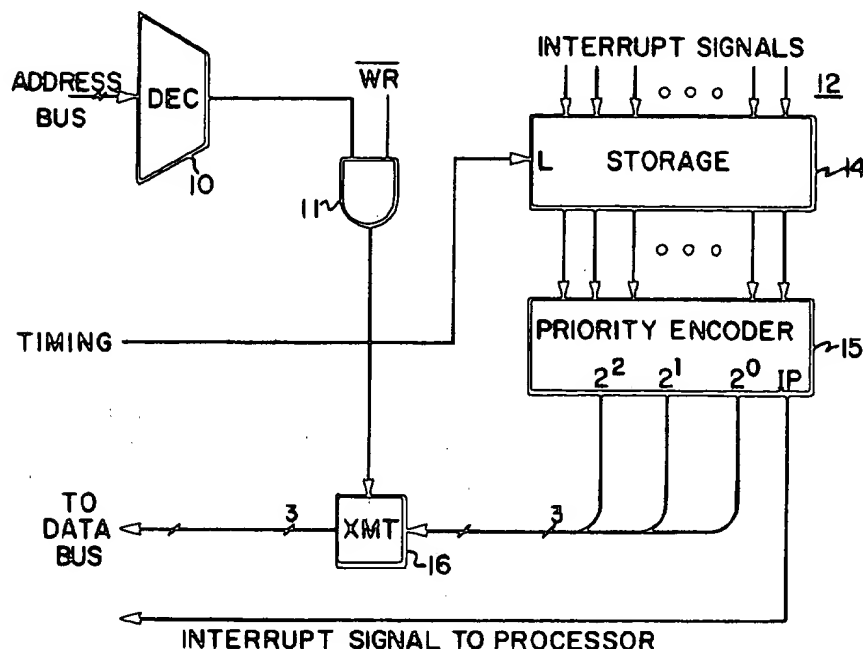 INTERRUPT SIGNALS
12
ADDRESS
BUS
DEC
10
WR
11
L STORAGE
14
TIMING
PRIORITY ENCODER
15
2² 2¹ 2⁰ IP
TO
DATA
BUS
3
XMT
16
3
INTERRUPT SIGNAL TO PROCESSOR